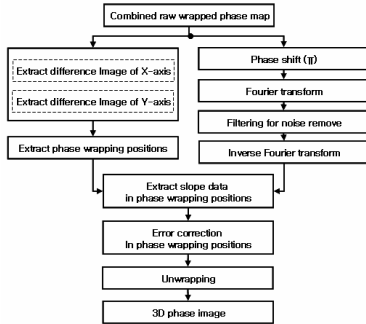 Combined raw wrapped phase map
Extract difference Image of X-axis
Extract difference Image of Y-axis
Extract phase wrapping positions
Phase shift (π)
Fourier transform
Filtering for noise remove
Inverse Fourier transform
Extract slope data
in phase wrapping positions
Error correction
In phase wrapping positions
Unwrapping
3D phase image